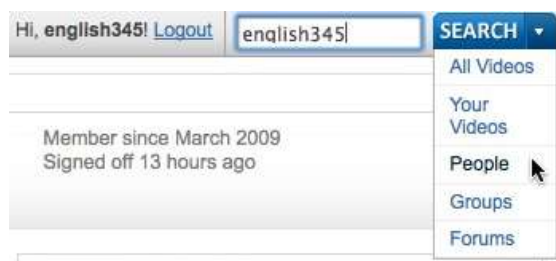 Hi, english345! Logout
english345
SEARCH
All Videos
Your
Videos
Member since March 2009
Signed off 13 hours ago
People
Groups
Forums